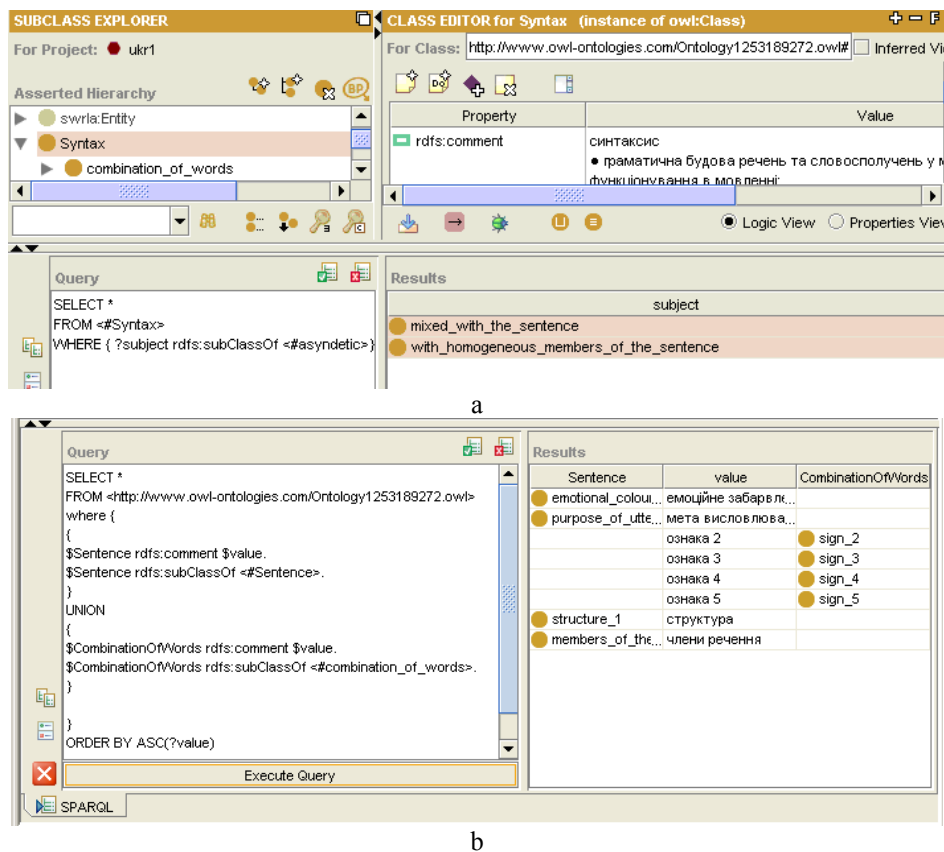 SUBCLASS EXPLORER
For Project: ukr1
Asserted Hierarchy
swrla:Entity
Syntax
combination_of_words
CLASS EDITOR for Syntax (instance of owl:Class)
For Class: http://www.owl-ontologies.com/Ontology1253189272.owl# Inferred Vi
Property Value
rdfs:comment синтаксис
● граматична будова речень та словосполучень у м
функціонування в мовленні;
Logic View Properties View
Query
SELECT *
FROM <#Syntax>
WHERE { ?subject rdfs:subClassOf <#asyndetic>}
Results
subject
mixed_with_the_sentence
with_homogeneous_members_of_the_sentence
a
Query
SELECT *
FROM <http://www.owl-ontologies.com/Ontology1253189272.owl>
where {
{
$Sentence rdfs:comment $value.
$Sentence rdfs:subClassOf <#Sentence>.
}
UNION
{
$CombinationOfWords rdfs:comment $value.
$CombinationOfWords rdfs:subClassOf <#combination_of_words>.
}
}
ORDER BY ASC(?value)
Execute Query
SPARQL
Results
Sentence value CombinationOfWords
emotional_colou... емоційне забарвле...
purpose_of_utte... мета висловлюва...
ознака 2 sign_2
ознака 3 sign_3
ознака 4 sign_4
ознака 5 sign_5
structure_1 структура
members_of_the... члени речення
b